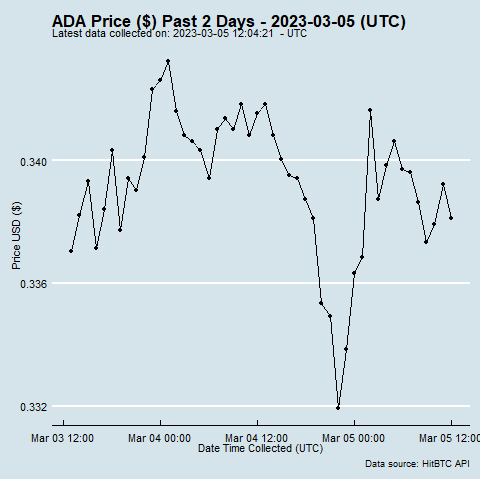 ADA Price ($) Past 2 Days - 2023-03-05 (UTC)
Latest data collected on: 2023-03-05 12:04:21 - UTC
0.340
0.336
0.332
Price USD ($)
Mar 03 12:00 Mar 04 00:00 Mar 04 12:00 Mar 05 00:00 Mar 05 12:00
Date Time Collected (UTC)
Data source: HitBTC API